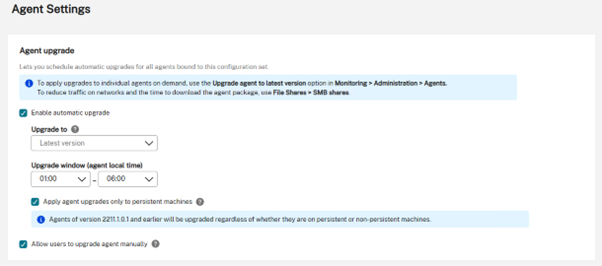 Agent Settings
Agent upgrade
Lets you schedule automatic upgrades for all agents bound to this configuration set.
To apply upgrades to individual agents on demand, use the Upgrade agent to latest version option in Monitoring > Administration > Agents.
To reduce traffic on networks and the time to download the agent package, use File Shares > SMB shares.
Enable automatic upgrade
Upgrade to
Latest version
Upgrade window (agent local time)
01:00 – 06:00
Apply agent upgrades only to persistent machines
Agents of version 2211.1.0.1 and earlier will be upgraded regardless of whether they are on persistent or non-persistent machines.
Allow users to upgrade agent manually